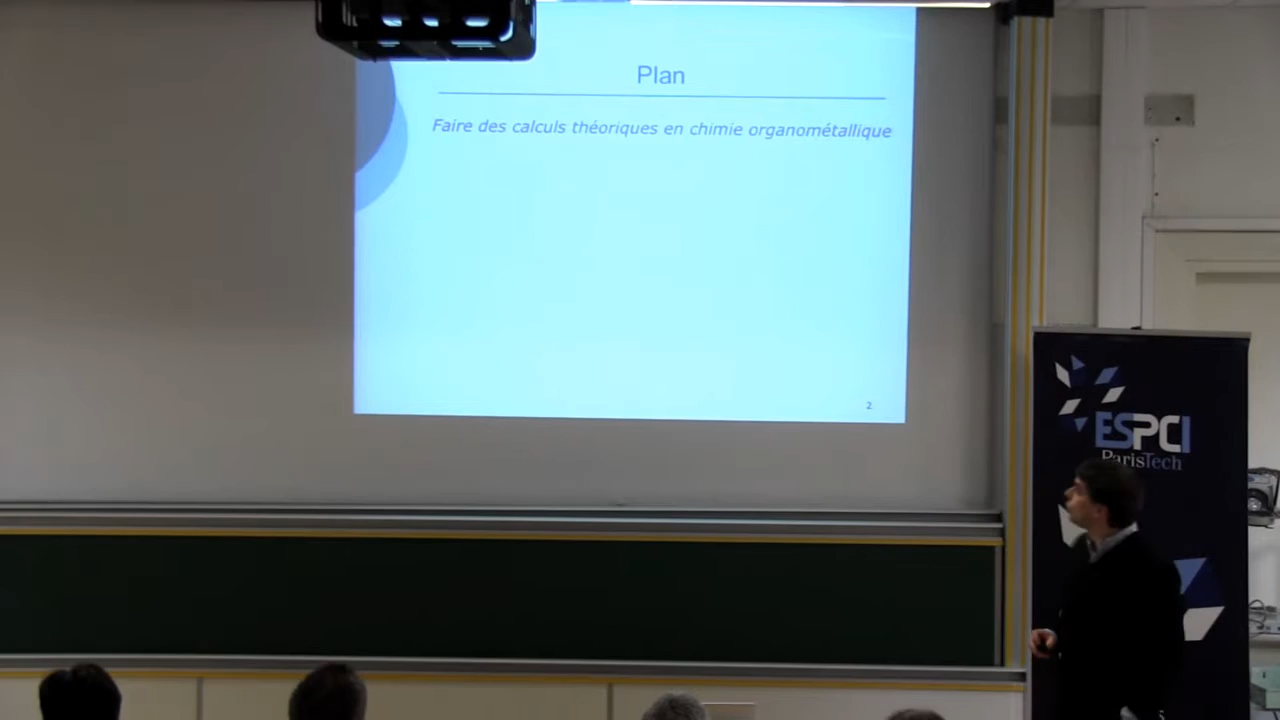 Plan
Faire des calculs théoriques en chimie organométallique
2
ESPCI
ParisTech